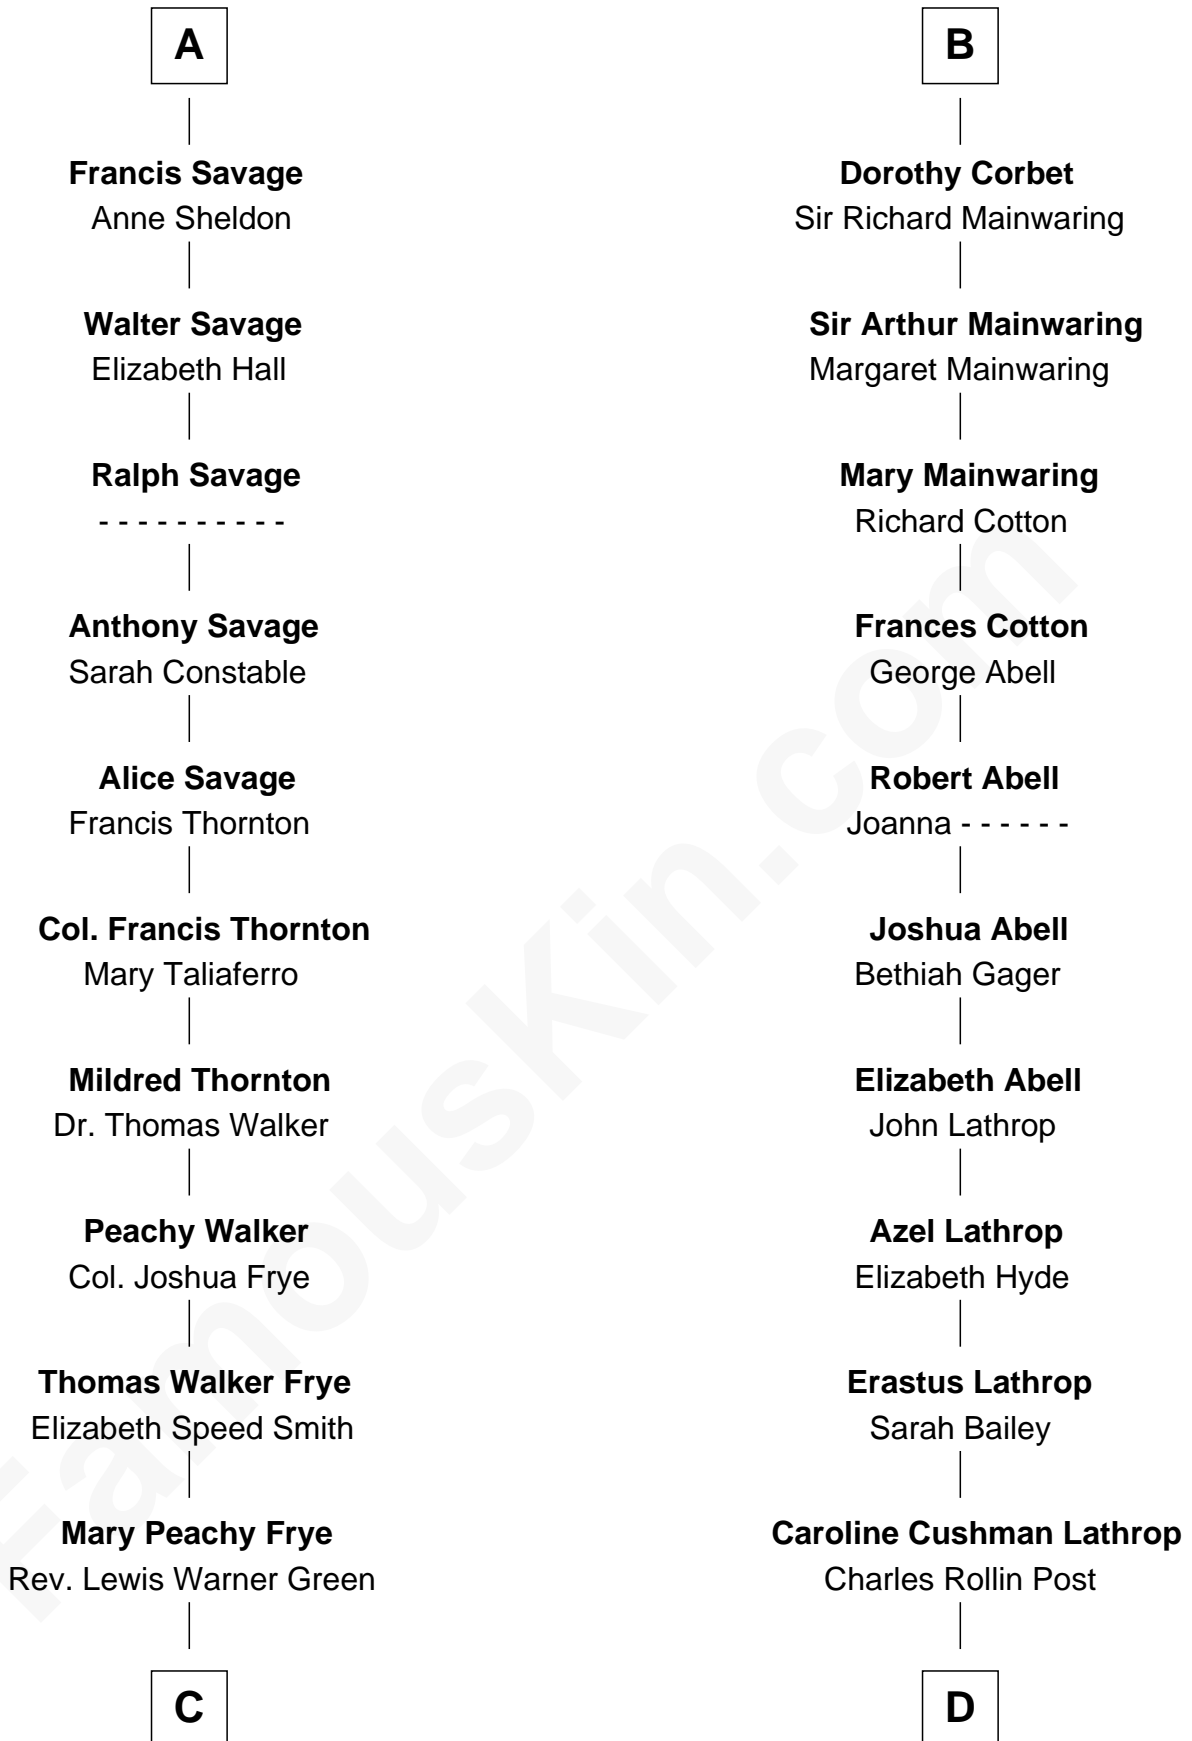 A
Francis Savage
Anne Sheldon
Walter Savage
Elizabeth Hall
Ralph Savage
- - - - - - - - - -
Anthony Savage
Sarah Constable
Alice Savage
Francis Thornton
Col. Francis Thornton
Mary Taliaferro
Mildred Thornton
Dr. Thomas Walker
Peachy Walker
Col. Joshua Frye
Thomas Walker Frye
Elizabeth Speed Smith
Mary Peachy Frye
Rev. Lewis Warner Green
C
B
Dorothy Corbet
Sir Richard Mainwaring
Sir Arthur Mainwaring
Margaret Mainwaring
Mary Mainwaring
Richard Cotton
Frances Cotton
George Abell
Robert Abell
Joanna - - - - - -
Joshua Abell
Bethiah Gager
Elizabeth Abell
John Lathrop
Azel Lathrop
Elizabeth Hyde
Erastus Lathrop
Sarah Bailey
Caroline Cushman Lathrop
Charles Rollin Post
D
FamousKin.com